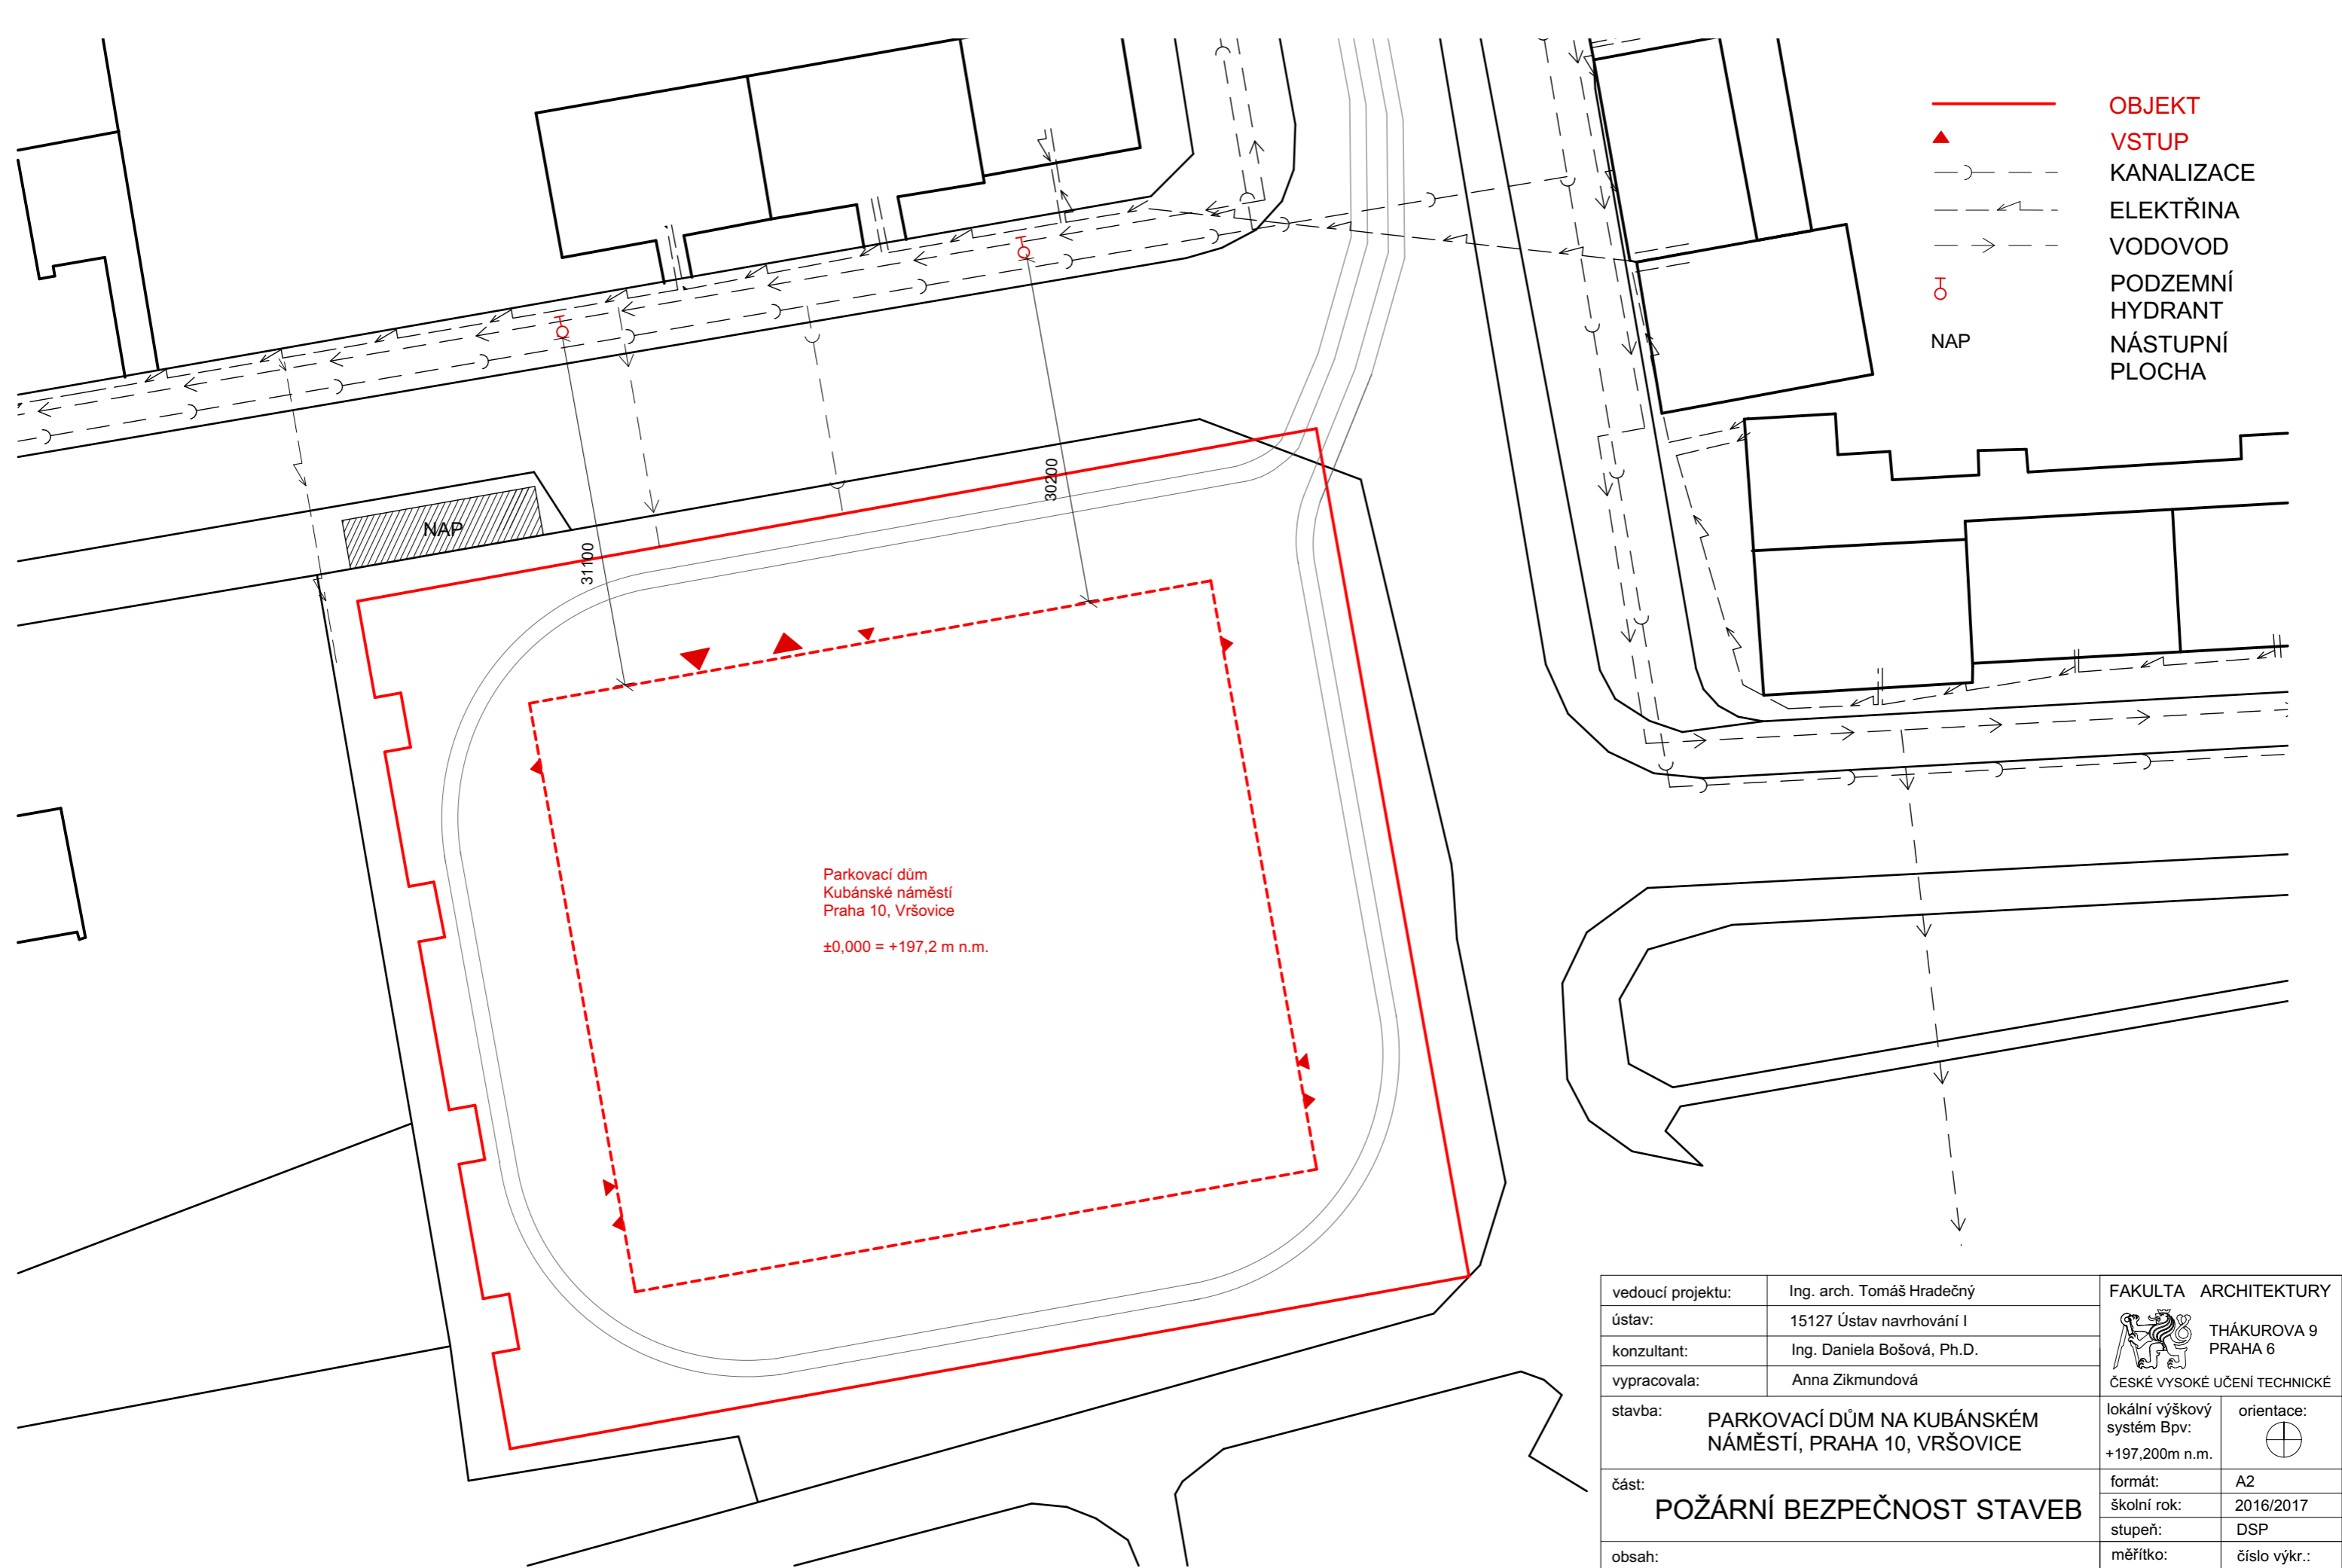 OBJEKT
VSTUP
KANALIZACE
ELEKTŘINA
VODOVOD
PODZEMNÍ
HYDRANT
NAP
NÁSTUPNÍ
PLOCHA
NAP
31100
30200
Parkovací dům
Kubánské náměstí
Praha 10, Vršovice
±0,000 = +197,2 m n.m.
vedoucí projektu: Ing. arch. Tomáš Hradečný
ústav: 15127 Ústav navrhování I
konzultant: Ing. Daniela Bošová, Ph.D.
vypracovala: Anna Zikmundová
FAKULTA ARCHITEKTURY
THÁKUROVA 9
PRAHA 6
ČESKÉ VYSOKÉ UČENÍ TECHNICKÉ
stavba: PARKOVACÍ DŮM NA KUBÁNSKÉM
NÁMĚSTÍ, PRAHA 10, VRŠOVICE
lokální výškový
systém Bpv:
+197,200m n.m.
orientace:
část:
POŽÁRNÍ BEZPEČNOST STAVEB
formát: A2
školní rok: 2016/2017
stupeň: DSP
obsah:
měřítko: číslo výkr.: